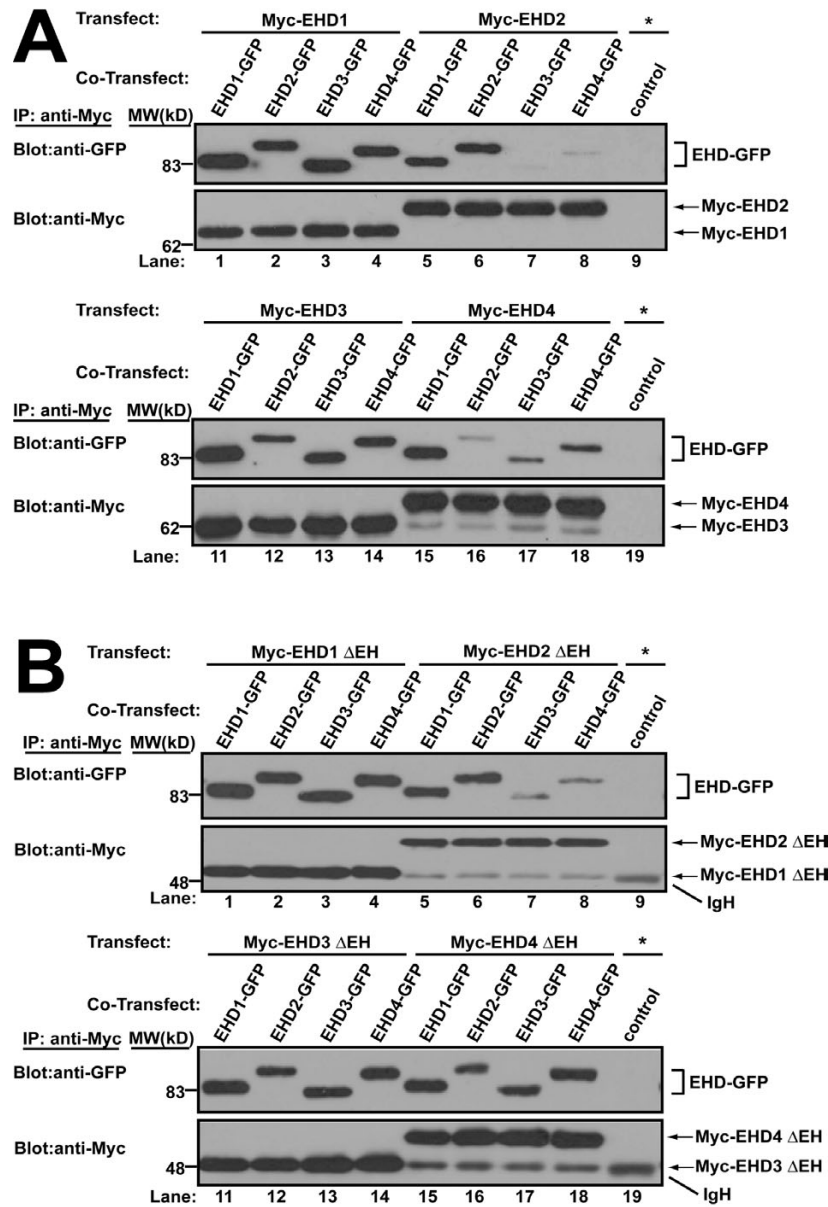 A
Transfect: Myc-EHD1 Myc-EHD2 *
Co-Transfect: EHD1-GFP EHD2-GFP EHD3-GFP EHD4-GFP EHD1-GFP EHD2-GFP EHD3-GFP EHD4-GFP control
IP: anti-Myc MW(kD)
Blot:anti-GFP 83 EHD-GFP
Blot:anti-Myc Myc-EHD2
Myc-EHD1
62
Lane: 1 2 3 4 5 6 7 8 9
Transfect: Myc-EHD3 Myc-EHD4 *
Co-Transfect: EHD1-GFP EHD2-GFP EHD3-GFP EHD4-GFP EHD1-GFP EHD2-GFP EHD3-GFP EHD4-GFP control
IP: anti-Myc MW(kD)
Blot:anti-GFP 83 EHD-GFP
Blot:anti-Myc Myc-EHD4
62 Myc-EHD3
Lane: 11 12 13 14 15 16 17 18 19
B
Transfect: Myc-EHD1 ΔEH Myc-EHD2 ΔEH *
Co-Transfect: EHD1-GFP EHD2-GFP EHD3-GFP EHD4-GFP EHD1-GFP EHD2-GFP EHD3-GFP EHD4-GFP control
IP: anti-Myc MW(kD)
Blot:anti-GFP 83 EHD-GFP
Blot:anti-Myc Myc-EHD2 ΔEH
48 Myc-EHD1 ΔEH
IgH
Lane: 1 2 3 4 5 6 7 8 9
Transfect: Myc-EHD3 ΔEH Myc-EHD4 ΔEH *
Co-Transfect: EHD1-GFP EHD2-GFP EHD3-GFP EHD4-GFP EHD1-GFP EHD2-GFP EHD3-GFP EHD4-GFP control
IP: anti-Myc MW(kD)
Blot:anti-GFP 83 EHD-GFP
Blot:anti-Myc Myc-EHD4 ΔEH
48 Myc-EHD3 ΔEH
IgH
Lane: 11 12 13 14 15 16 17 18 19